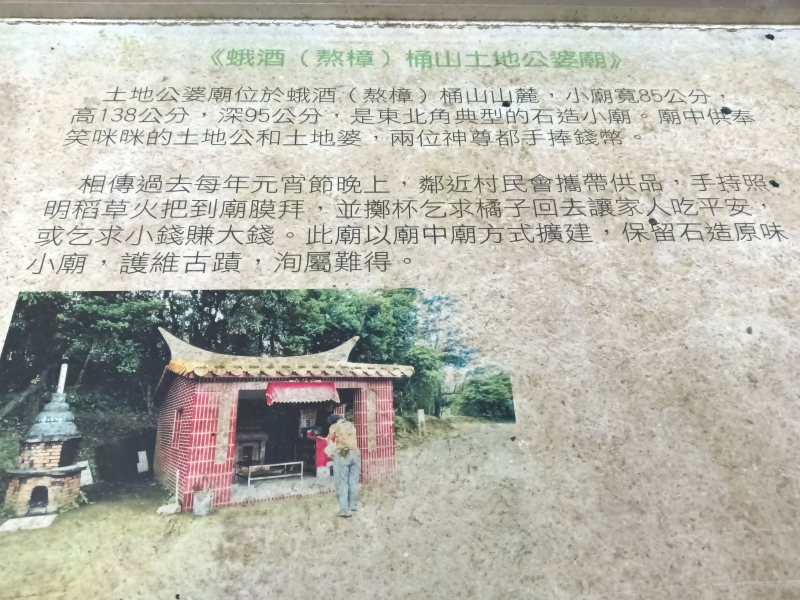 《蛾酒（熬樟）桶山土地公婆廟》
土地公婆廟位於蛾酒（熬樟）桶山山麓，小廟寬85公分，
高138公分，深95公分，是東北角典型的石造小廟。廟中供奉
笑咪咪的土地公和土地婆，兩位神尊都手捧錢幣。
相傳過去每年元宵節晚上，鄰近村民會攜帶供品，手持照
明稻草火把到廟膜拜，並擲杯乞求橘子回去讓家人吃平安，
或乞求小錢賺大錢。此廟以廟中廟方式擴建，保留石造原味
小廟，護維古蹟，洵屬難得。